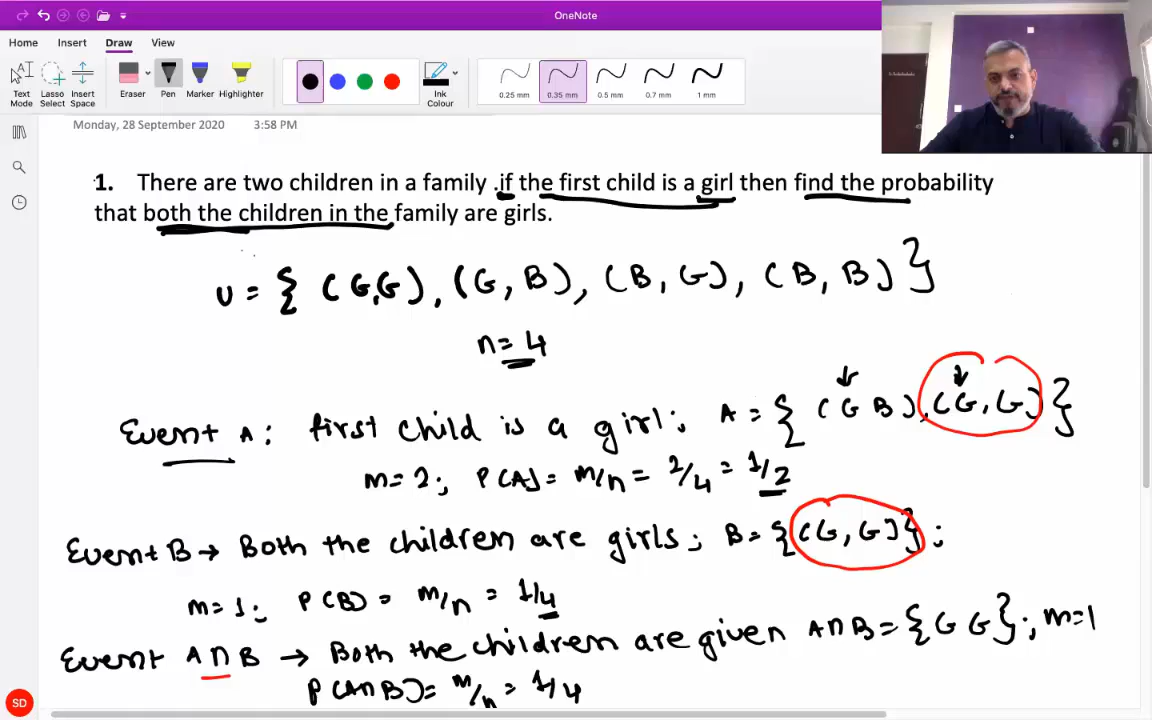 OneNote
Home Insert Draw View
Text Mode Lasso Select Insert Space Eraser Pen Marker Highlighter Ink Colour 0.25 mm 0.35 mm 0.5 mm 0.7 mm 1 mm
Monday, 28 September 2020 3:58 PM
1. There are two children in a family .if the first child is a girl then find the probability
that both the children in the family are girls.
U = { (G,G), (G, B), (B, G), (B, B) }
n = 4
Event A: first child is a girl; A = { (G B), (G, G) }
m = 2; P(A) = m/n = 2/4 = 1/2
Event B → Both the children are girls; B = { (G, G) };
m = 1; P(B) = m/n = 1/4
Event A∩B → Both the children are given A∩B = { G G }; m=1
P(A∩B) = m/n = 1/4
SD